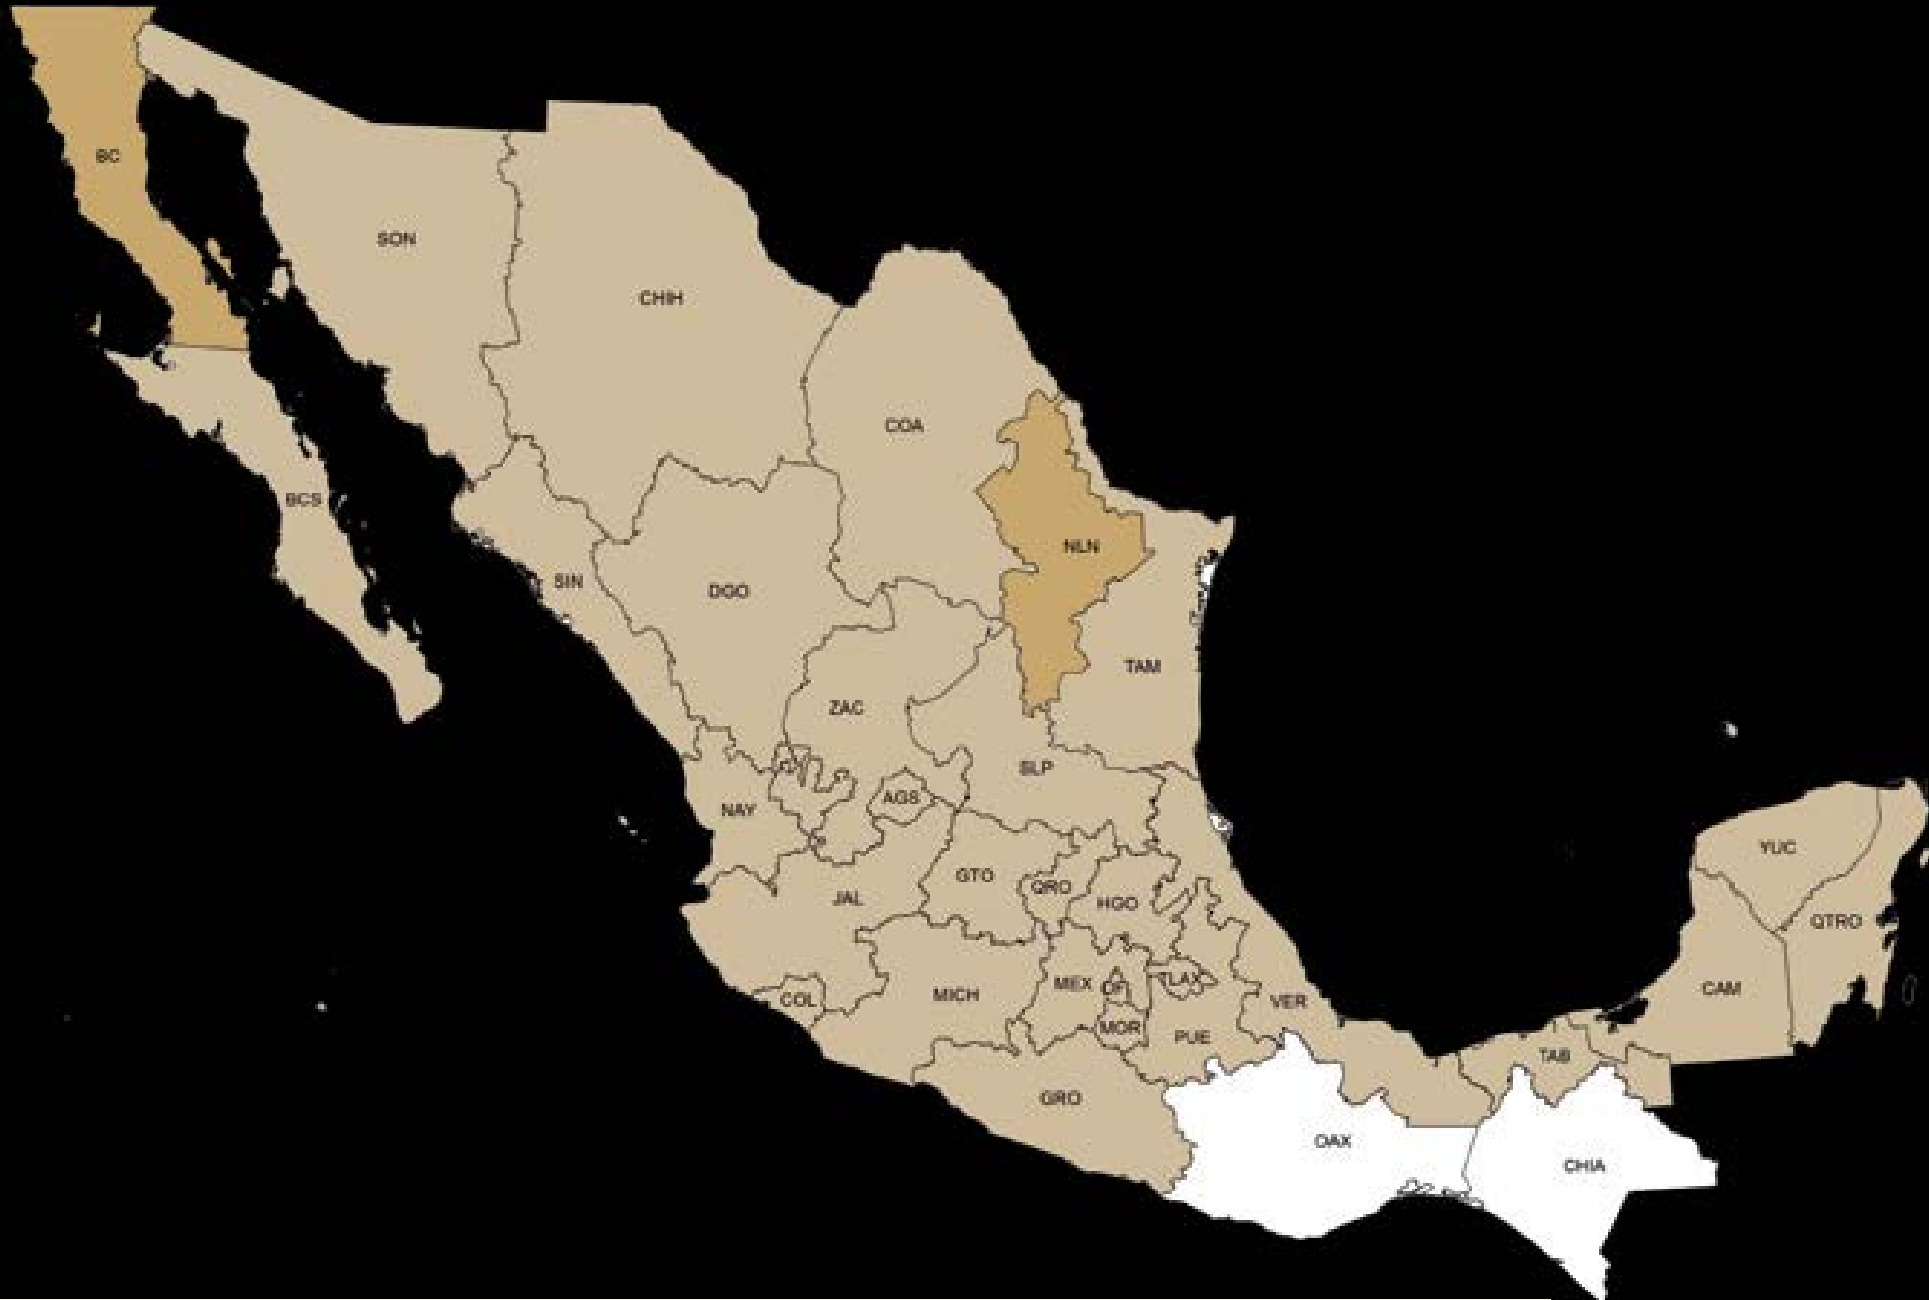 BC
SON
CHIH
COA
BCS
NLN
SIN
DGO
TAM
ZAC
SLP
AGS
NAY
YUC
GTO
QRO
JAL
HGO
QTRO
MEX
DF
TLAX
CAM
MICH
COL
VER
MOR
PUE
TAB
GRO
OAX
CHIA